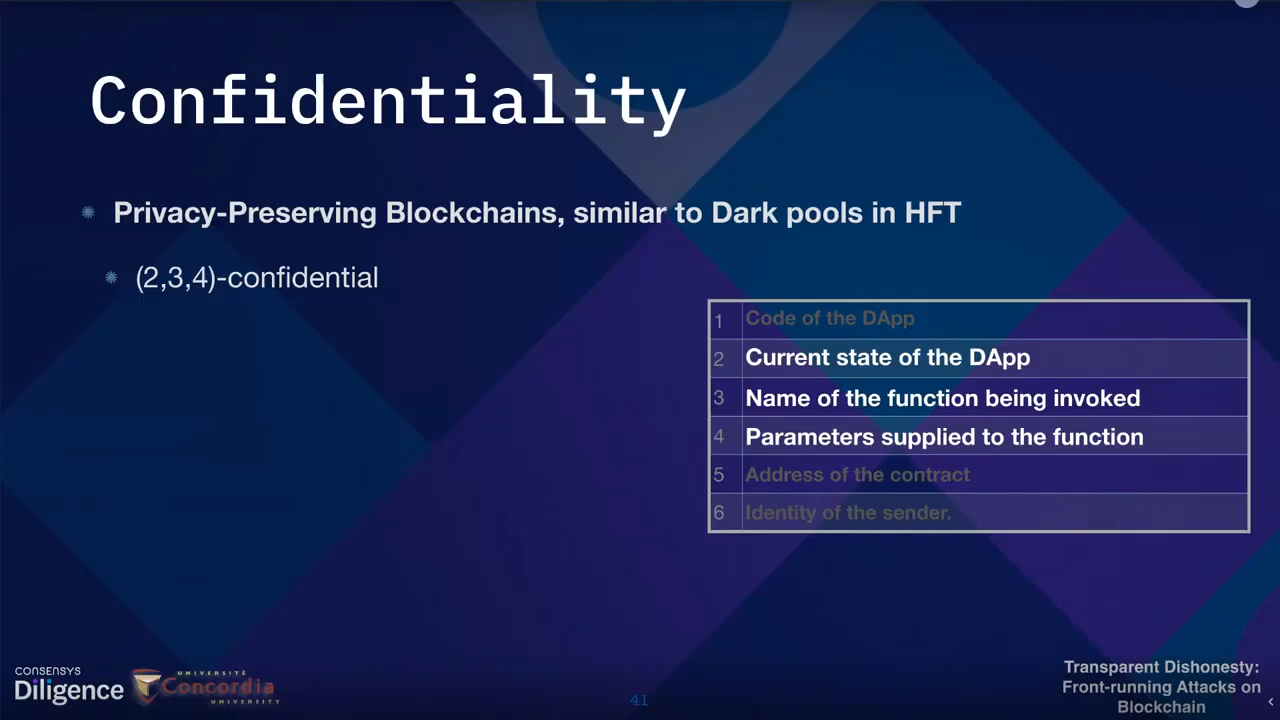 Confidentiality
Privacy-Preserving Blockchains, similar to Dark pools in HFT
(2,3,4)-confidential
1 Code of the DApp
2 Current state of the DApp
3 Name of the function being invoked
4 Parameters supplied to the function
5 Address of the contract
6 Identity of the sender.
CONSENSYS
Diligence
UNIVERSITÉ
Concordia
UNIVERSITY
41
Transparent Dishonesty:
Front-running Attacks on
Blockchain